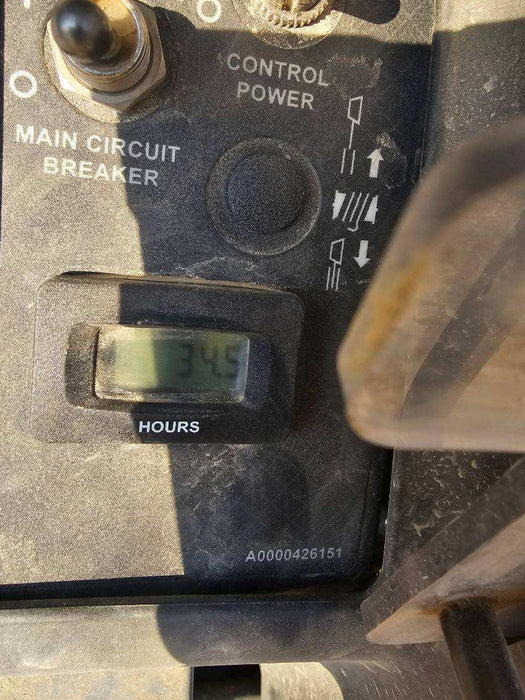 O
O
CONTROL
POWER
MAIN CIRCUIT
BREAKER
34.5
HOURS
A0000426151